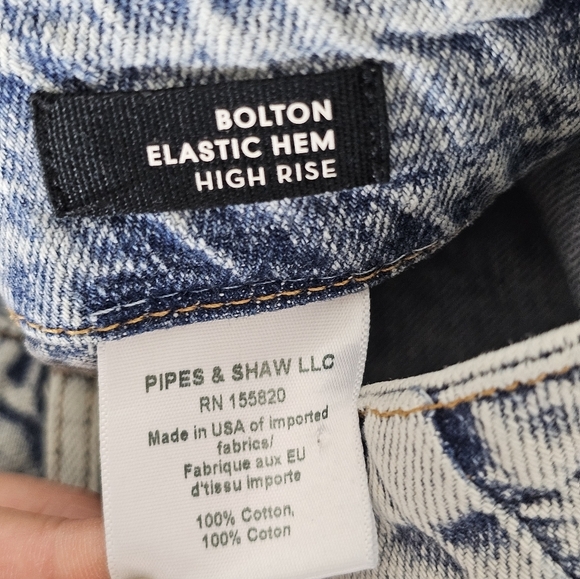 BOLTON
ELASTIC HEM
HIGH RISE
PIPES & SHAW LLC
RN 155820
Made in USA of imported
fabrics/
Fabrique aux EU
d'tissu importe
100% Cotton,
100% Coton